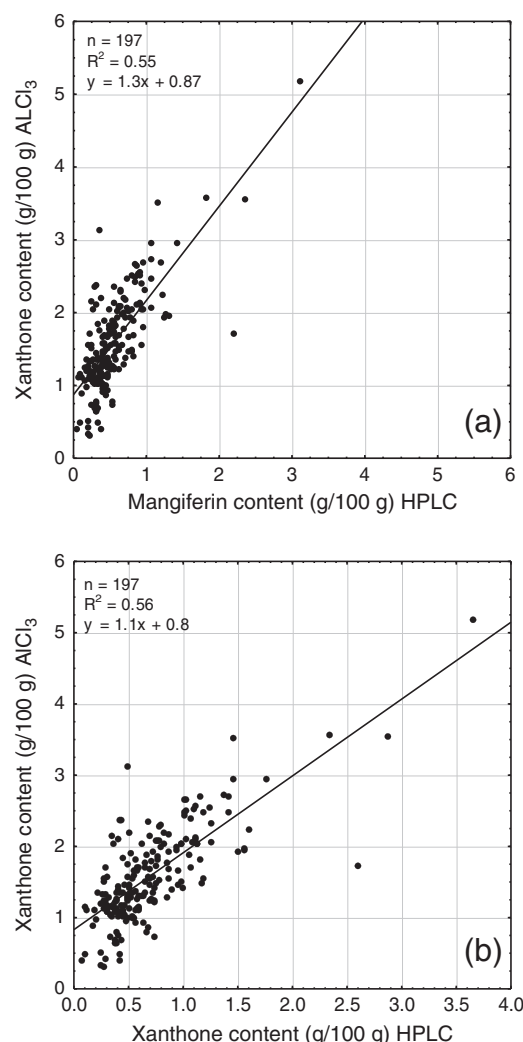 6
n = 197
R² = 0.55
y = 1.3x + 0.87
5
4
3
2
1
0
Xanthone content (g/100 g) ALCl₃
(a)
0 1 2 3 4 5 6
Mangiferin content (g/100 g) HPLC
6
n = 197
R² = 0.56
y = 1.1x + 0.8
5
4
3
2
1
0
Xanthone content (g/100 g) AlCl₃
(b)
0.0 0.5 1.0 1.5 2.0 2.5 3.0 3.5 4.0
Xanthone content (g/100 g) HPLC